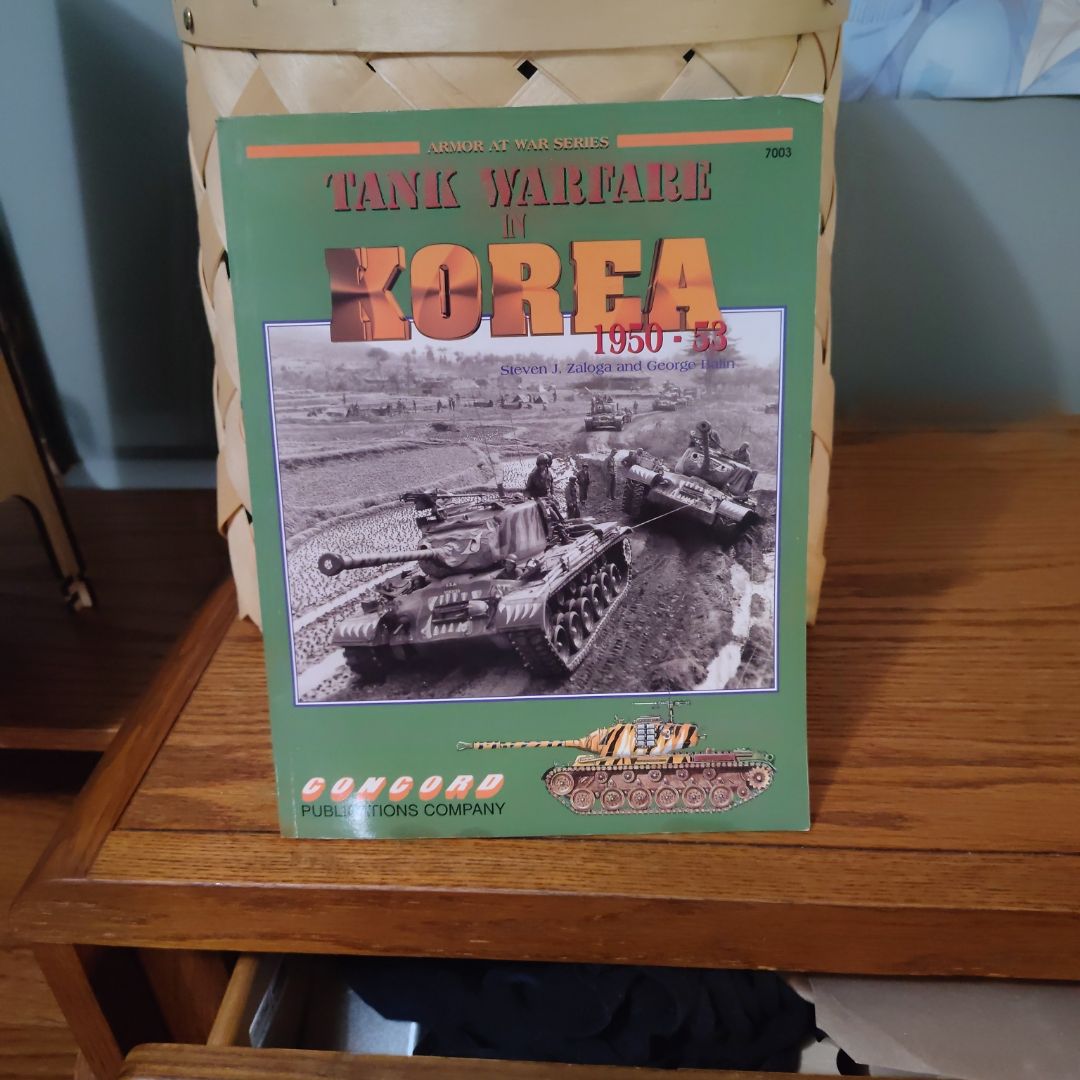 ARMOR AT WAR SERIES
7003
TANK WARFARE
IN
KOREA
1950 - 53
Steven J. Zaloga and George Balin
CONCORD
PUBLICATIONS COMPANY